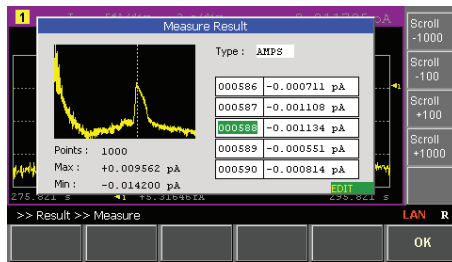 1
Measure Result
Type : AMPS
000586 -0.000711 pA
000587 -0.001108 pA
000588 -0.001134 pA
000589 -0.000551 pA
000590 -0.000814 pA
Points : 1000
Max : +0.009562 pA
Min : -0.014200 pA
EDIT
275.821 s
295.821 s
>> Result >> Measure
LAN R
Scroll
-1000
Scroll
-100
Scroll
+100
Scroll
+1000
OK